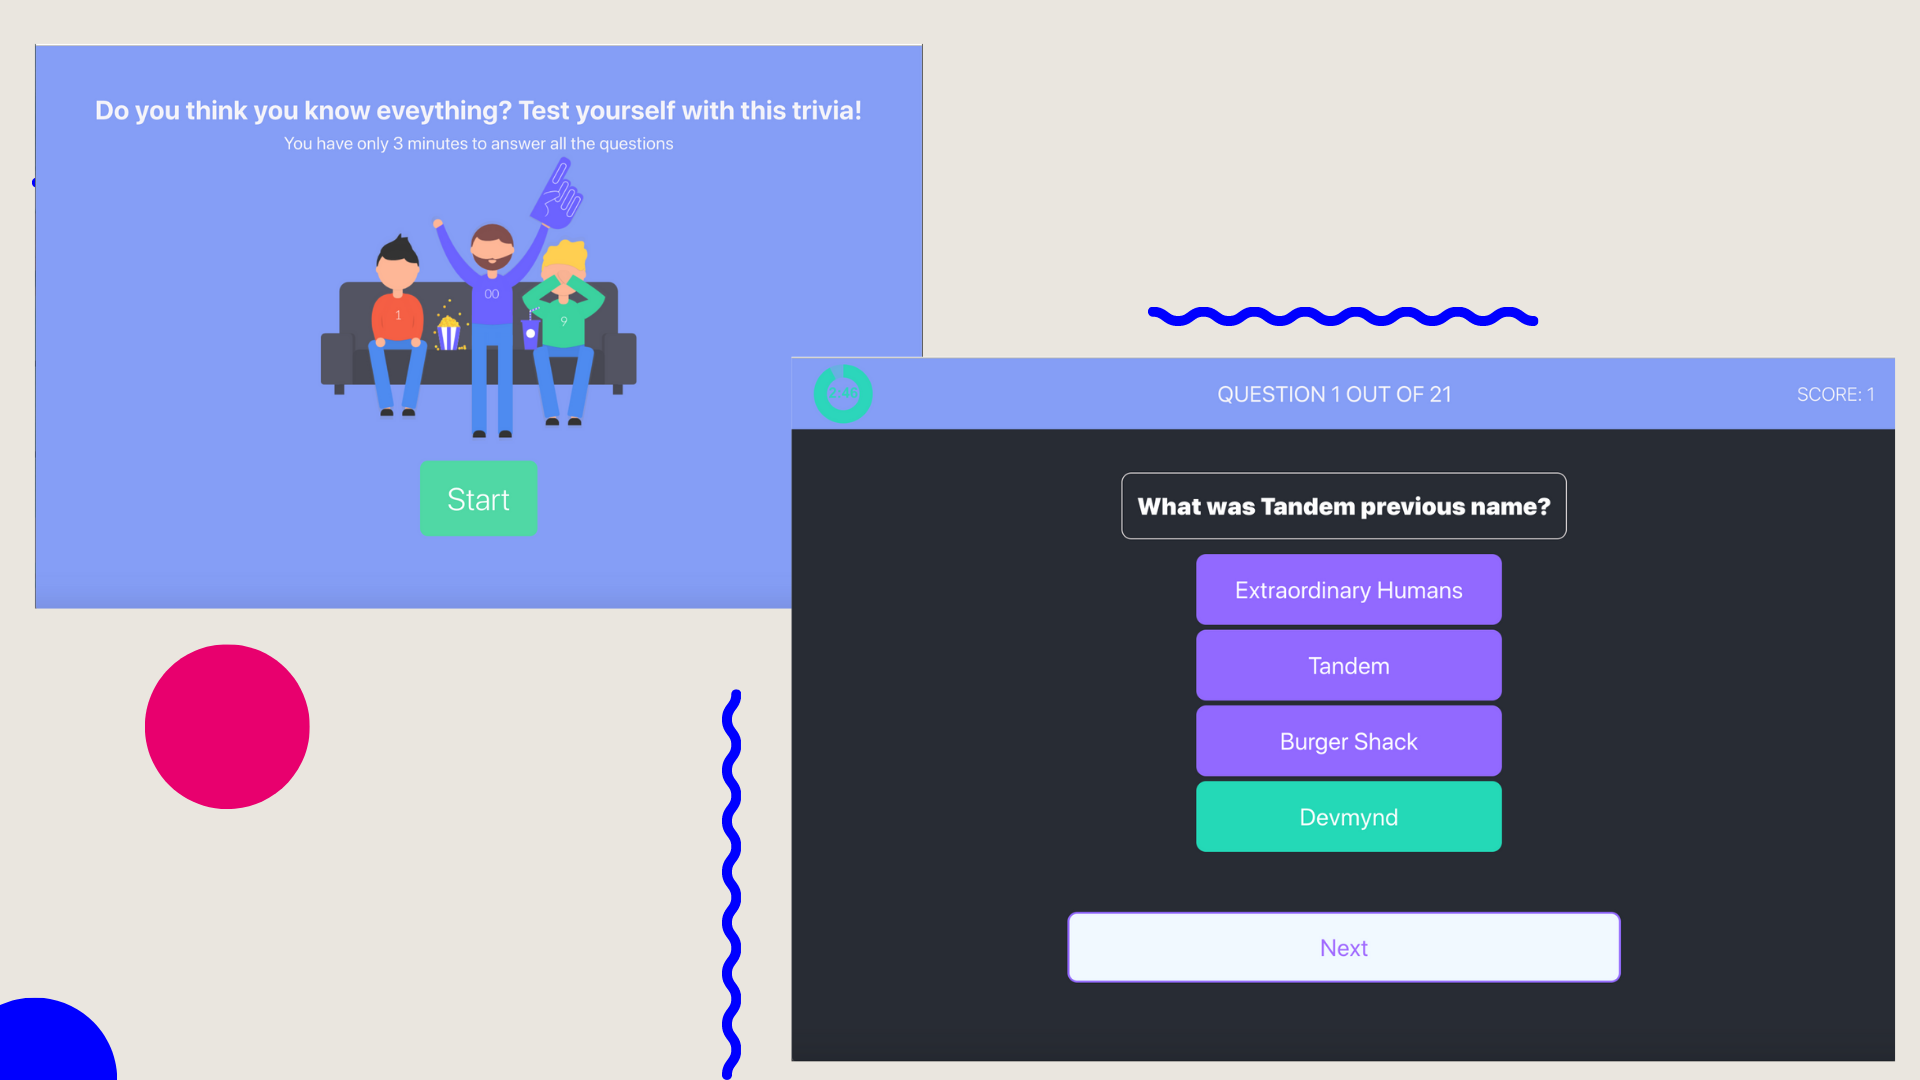 Do you think you know eveything? Test yourself with this trivia!
You have only 3 minutes to answer all the questions
00
1
9
Start
2:46
QUESTION 1 OUT OF 21
SCORE: 1
What was Tandem previous name?
Extraordinary Humans
Tandem
Burger Shack
Devmynd
Next